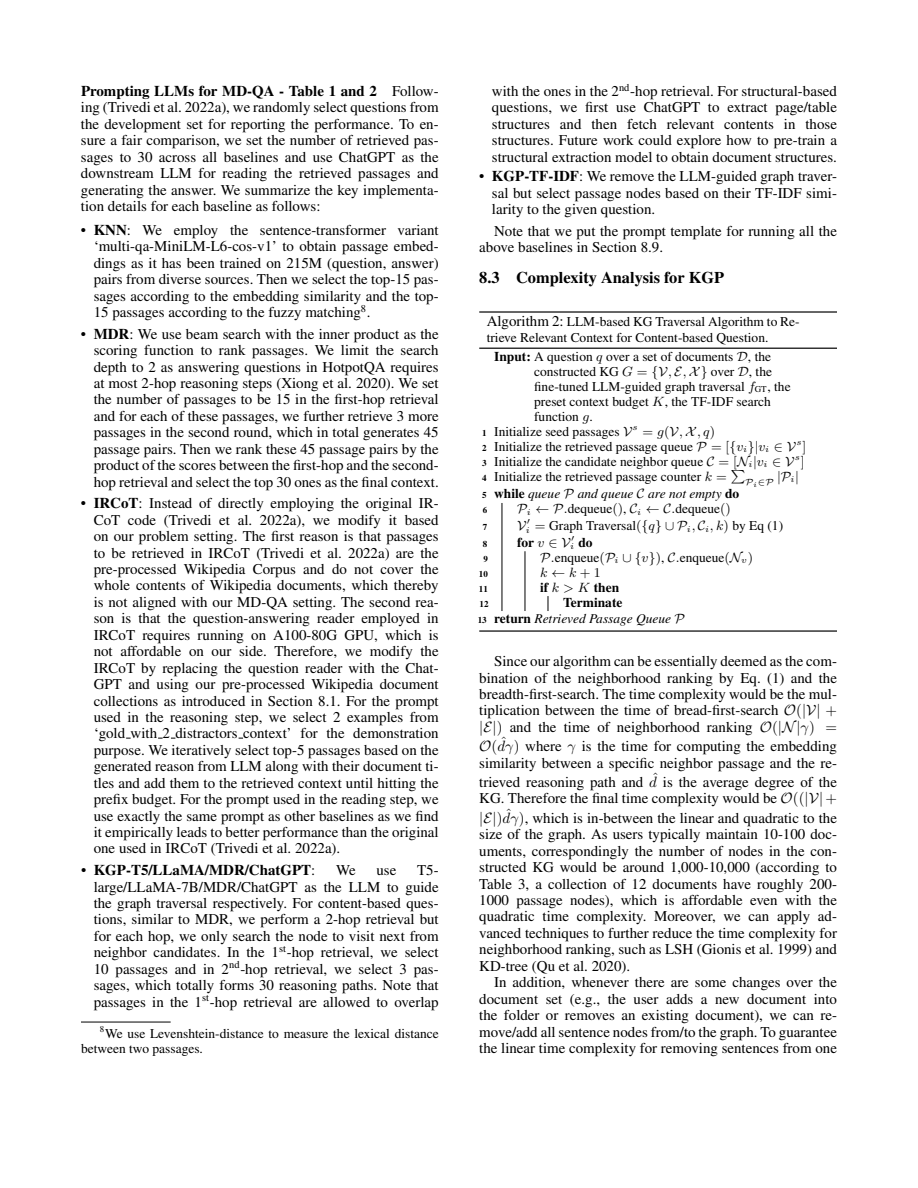 Prompting LLMs for MD-QA - Table 1 and 2 Follow-
ing (Trivedi et al. 2022a), we randomly select questions from
the development set for reporting the performance. To en-
sure a fair comparison, we set the number of retrieved pas-
sages to 30 across all baselines and use ChatGPT as the
downstream LLM for reading the retrieved passages and
generating the answer. We summarize the key implementa-
tion details for each baseline as follows:
• KNN: We employ the sentence-transformer variant
‘multi-qa-MiniLM-L6-cos-v1’ to obtain passage embed-
dings as it has been trained on 215M (question, answer)
pairs from diverse sources. Then we select the top-15 pas-
sages according to the embedding similarity and the top-
15 passages according to the fuzzy matching⁸.
• MDR: We use beam search with the inner product as the
scoring function to rank passages. We limit the search
depth to 2 as answering questions in HotpotQA requires
at most 2-hop reasoning steps (Xiong et al. 2020). We set
the number of passages to be 15 in the first-hop retrieval
and for each of these passages, we further retrieve 3 more
passages in the second round, which in total generates 45
passage pairs. Then we rank these 45 passage pairs by the
product of the scores between the first-hop and the second-
hop retrieval and select the top 30 ones as the final context.
• IRCoT: Instead of directly employing the original IR-
CoT code (Trivedi et al. 2022a), we modify it based
on our problem setting. The first reason is that passages
to be retrieved in IRCoT (Trivedi et al. 2022a) are the
pre-processed Wikipedia Corpus and do not cover the
whole contents of Wikipedia documents, which thereby
is not aligned with our MD-QA setting. The second rea-
son is that the question-answering reader employed in
IRCoT requires running on A100-80G GPU, which is
not affordable on our side. Therefore, we modify the
IRCoT by replacing the question reader with the Chat-
GPT and using our pre-processed Wikipedia document
collections as introduced in Section 8.1. For the prompt
used in the reasoning step, we select 2 examples from
‘gold_with_2_distractors_context’ for the demonstration
purpose. We iteratively select top-5 passages based on the
generated reason from LLM along with their document ti-
tles and add them to the retrieved context until hitting the
prefix budget. For the prompt used in the reading step, we
use exactly the same prompt as other baselines as we find
it empirically leads to better performance than the original
one used in IRCoT (Trivedi et al. 2022a).
• KGP-T5/LLaMA/MDR/ChatGPT: We use T5-
large/LLaMA-7B/MDR/ChatGPT as the LLM to guide
the graph traversal respectively. For content-based ques-
tions, similar to MDR, we perform a 2-hop retrieval but
for each hop, we only search the node to visit next from
neighbor candidates. In the 1ˢᵗ-hop retrieval, we select
10 passages and in 2ⁿᵈ-hop retrieval, we select 3 pas-
sages, which totally forms 30 reasoning paths. Note that
passages in the 1ˢᵗ-hop retrieval are allowed to overlap
⁸We use Levenshtein-distance to measure the lexical distance
between two passages.
with the ones in the 2ⁿᵈ-hop retrieval. For structural-based
questions, we first use ChatGPT to extract page/table
structures and then fetch relevant contents in those
structures. Future work could explore how to pre-train a
structural extraction model to obtain document structures.
• KGP-TF-IDF: We remove the LLM-guided graph traver-
sal but select passage nodes based on their TF-IDF simi-
larity to the given question.
Note that we put the prompt template for running all the
above baselines in Section 8.9.
8.3 Complexity Analysis for KGP
Algorithm 2: LLM-based KG Traversal Algorithm to Re-
trieve Relevant Context for Content-based Question.
Input: A question q over a set of documents 𝒟, the
constructed KG G = {𝒱, ℰ, 𝒳} over 𝒟, the
fine-tuned LLM-guided graph traversal f_GT, the
preset context budget K, the TF-IDF search
function g.
1 Initialize seed passages 𝒱ˢ = g(𝒱, 𝒳, q)
2 Initialize the retrieved passage queue 𝒫 = [{vᵢ}|vᵢ ∈ 𝒱ˢ]
3 Initialize the candidate neighbor queue 𝒞 = [𝒩ᵢ|vᵢ ∈ 𝒱ˢ]
4 Initialize the retrieved passage counter k = ∑_{𝒫ᵢ∈𝒫} |𝒫ᵢ|
5 while queue 𝒫 and queue 𝒞 are not empty do
6 𝒫ᵢ ← 𝒫.dequeue(), 𝒞ᵢ ← 𝒞.dequeue()
7 𝒱′ᵢ = Graph Traversal({q} ∪ 𝒫ᵢ, 𝒞ᵢ, k) by Eq (1)
8 for v ∈ 𝒱′ᵢ do
9 𝒫.enqueue(𝒫ᵢ ∪ {v}), 𝒞.enqueue(𝒩ᵥ)
10 k ← k + 1
11 if k > K then
12 Terminate
13 return Retrieved Passage Queue 𝒫
Since our algorithm can be essentially deemed as the com-
bination of the neighborhood ranking by Eq. (1) and the
breadth-first-search. The time complexity would be the mul-
tiplication between the time of bread-first-search 𝒪(|𝒱| +
|ℰ|) and the time of neighborhood ranking 𝒪(|𝒩|γ) =
𝒪(d̂γ) where γ is the time for computing the embedding
similarity between a specific neighbor passage and the re-
trieved reasoning path and d̂ is the average degree of the
KG. Therefore the final time complexity would be 𝒪((|𝒱| +
|ℰ|)d̂γ), which is in-between the linear and quadratic to the
size of the graph. As users typically maintain 10-100 doc-
uments, correspondingly the number of nodes in the con-
structed KG would be around 1,000-10,000 (according to
Table 3, a collection of 12 documents have roughly 200-
1000 passage nodes), which is affordable even with the
quadratic time complexity. Moreover, we can apply ad-
vanced techniques to further reduce the time complexity for
neighborhood ranking, such as LSH (Gionis et al. 1999) and
KD-tree (Qu et al. 2020).
In addition, whenever there are some changes over the
document set (e.g., the user adds a new document into
the folder or removes an existing document), we can re-
move/add all sentence nodes from/to the graph. To guarantee
the linear time complexity for removing sentences from one